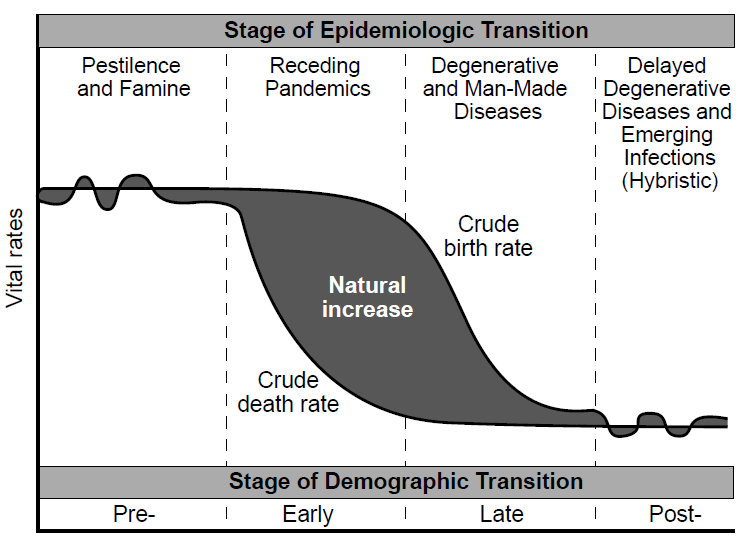 Stage of Epidemiologic Transition
Pestilence
and Famine
Receding
Pandemics
Degenerative
and Man-Made
Diseases
Delayed
Degenerative
Diseases and
Emerging
Infections
(Hybristic)
Vital rates
Crude
birth rate
Natural
increase
Crude
death rate
Stage of Demographic Transition
Pre-
Early
Late
Post-